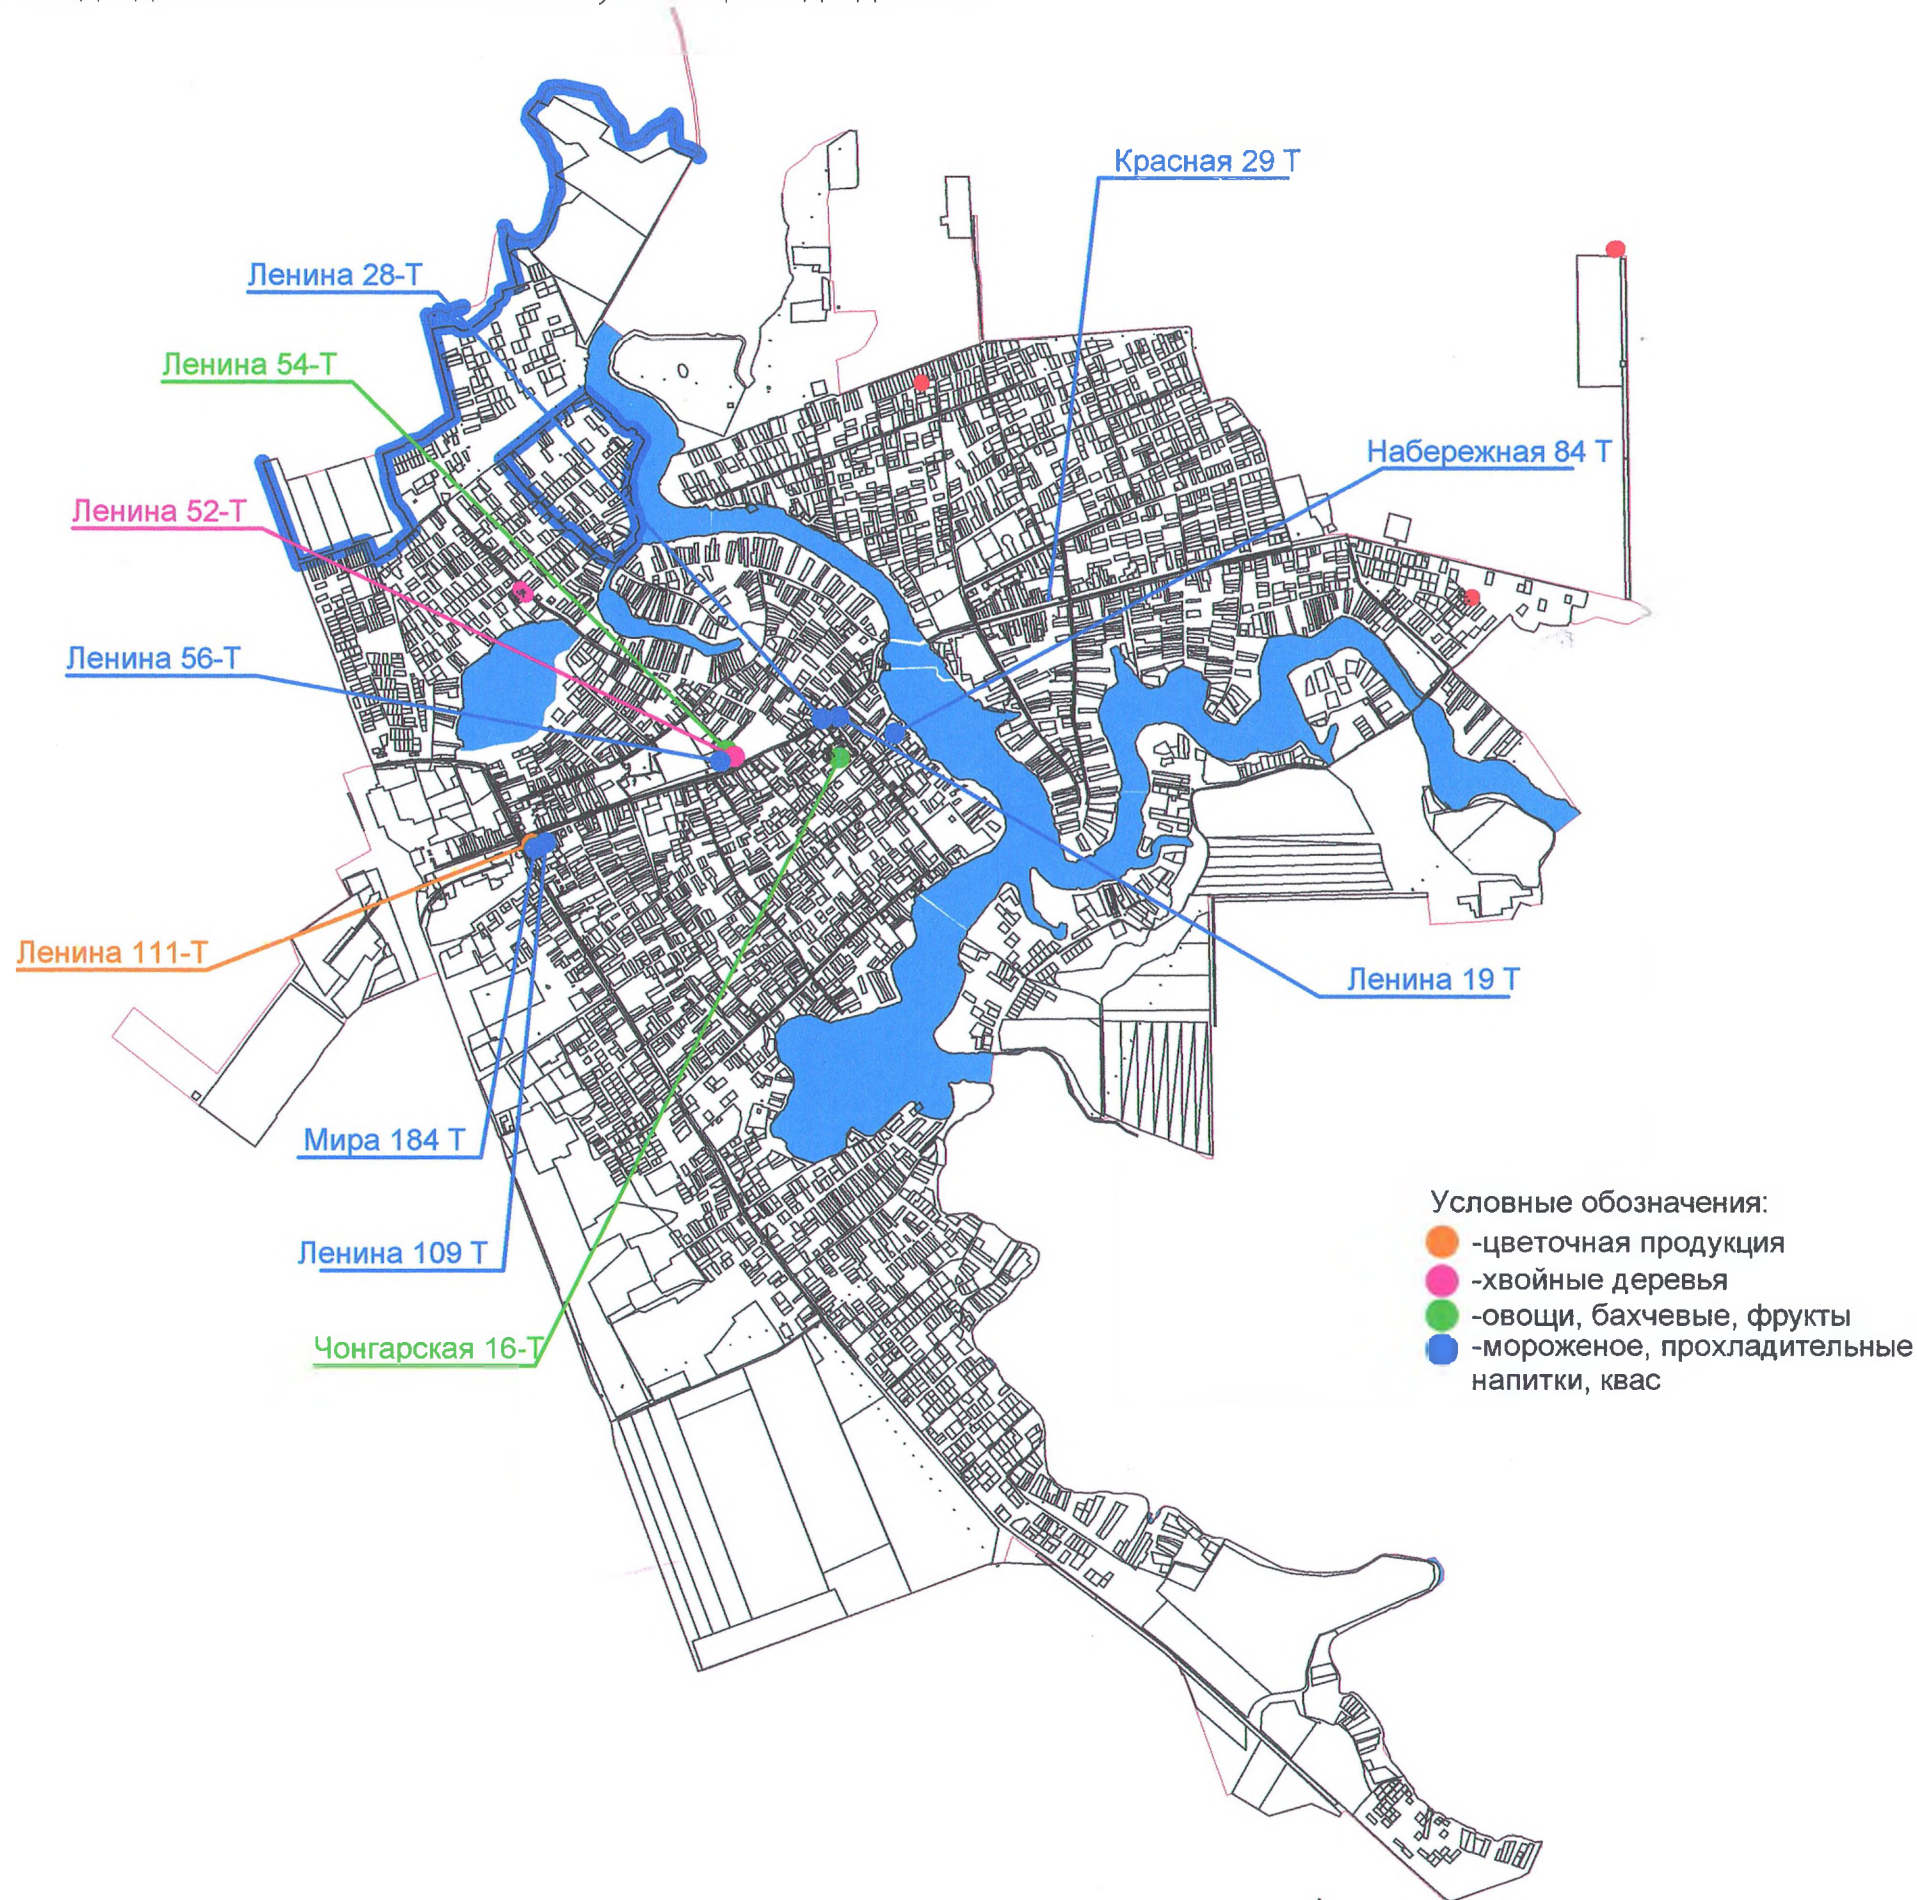 Красная 29 Т
Ленина 28-Т
Ленина 54-Т
Набережная 84 Т
Ленина 52-Т
Ленина 56-Т
Ленина 111-Т
Ленина 19 Т
Мира 184 Т
Ленина 109 Т
Чонгарская 16-Т
Условные обозначения:
-цветочная продукция
-хвойные деревья
-овощи, бахчевые, фрукты
-мороженое, прохладительные
напитки, квас